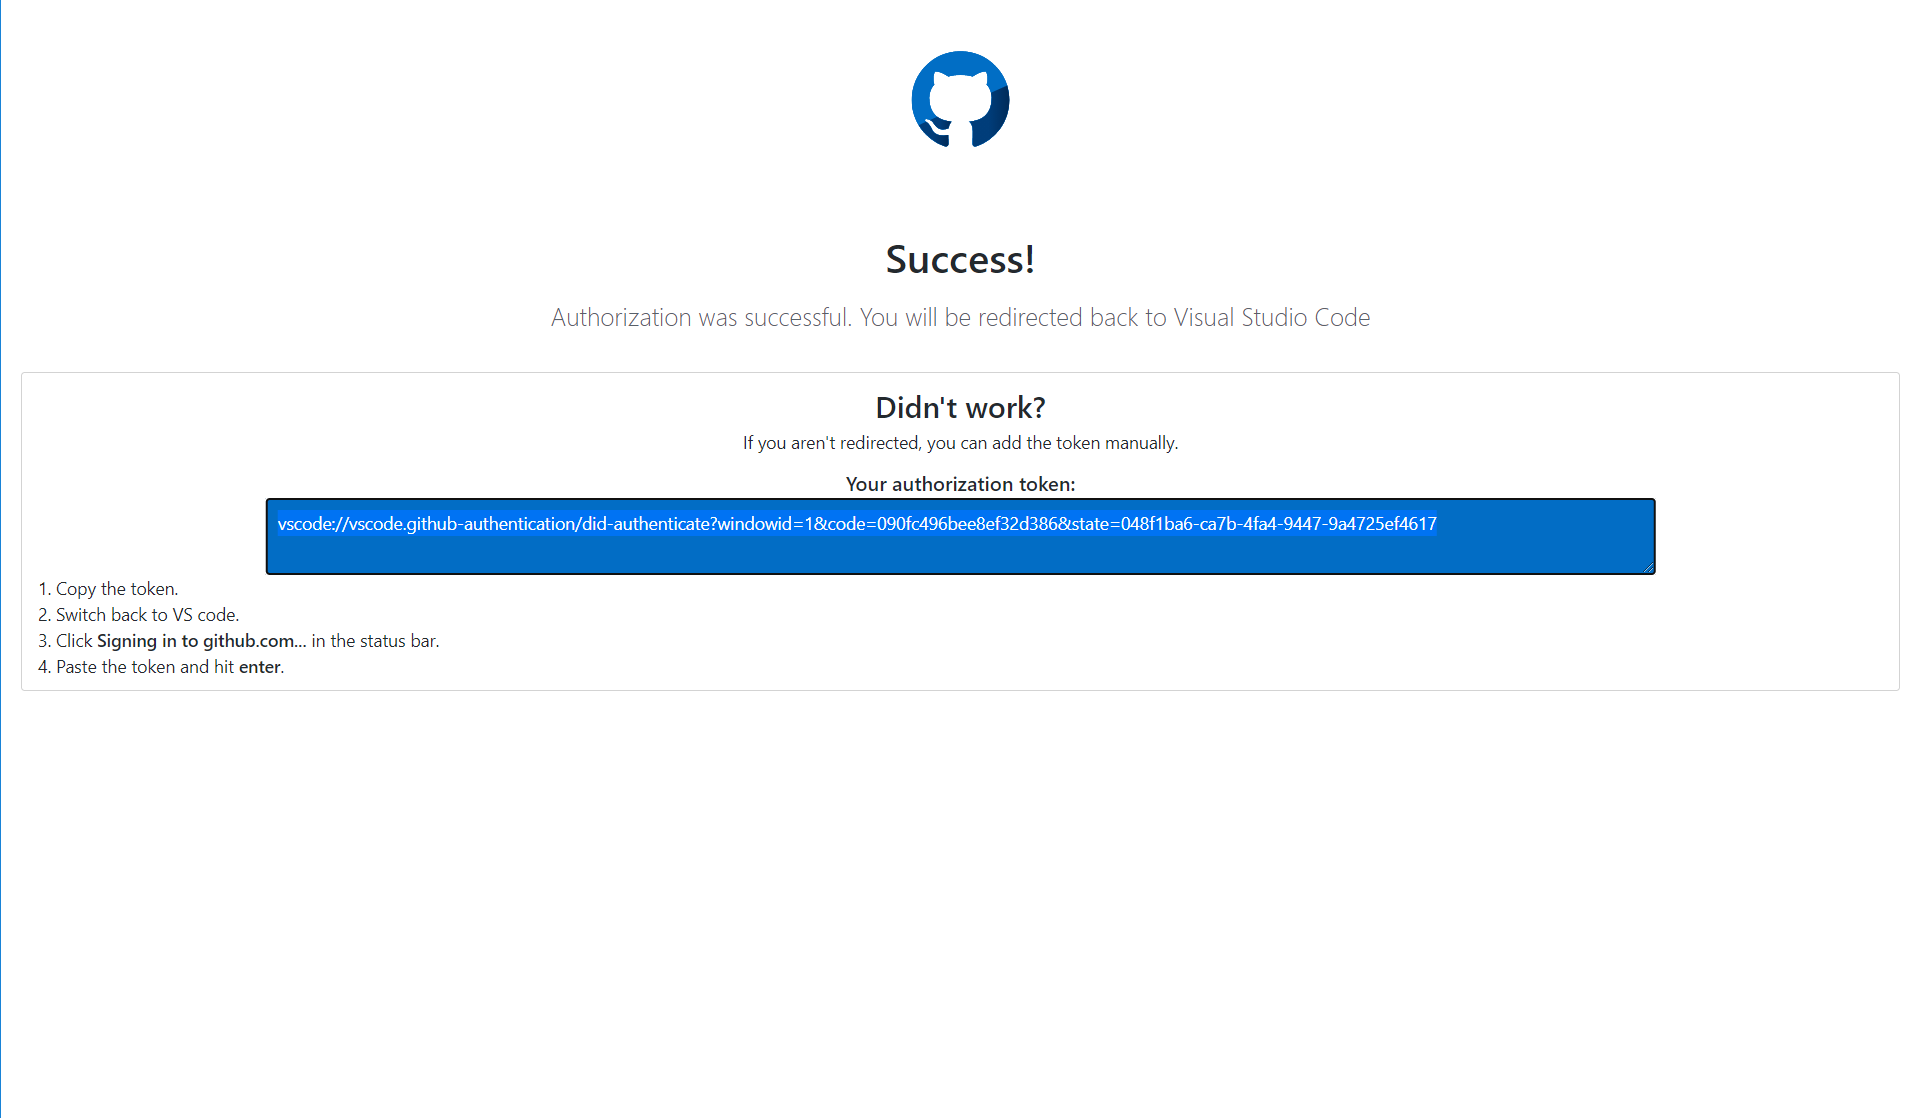 Success!
Authorization was successful. You will be redirected back to Visual Studio Code
Didn't work?
If you aren't redirected, you can add the token manually.
Your authorization token:
vscode://vscode.github-authentication/did-authenticate?windowid=1&code=090fc496bee8ef32d386&state=048f1ba6-ca7b-4fa4-9447-9a4725ef4617
1. Copy the token.
2. Switch back to VS code.
3. Click Signing in to github.com... in the status bar.
4. Paste the token and hit enter.